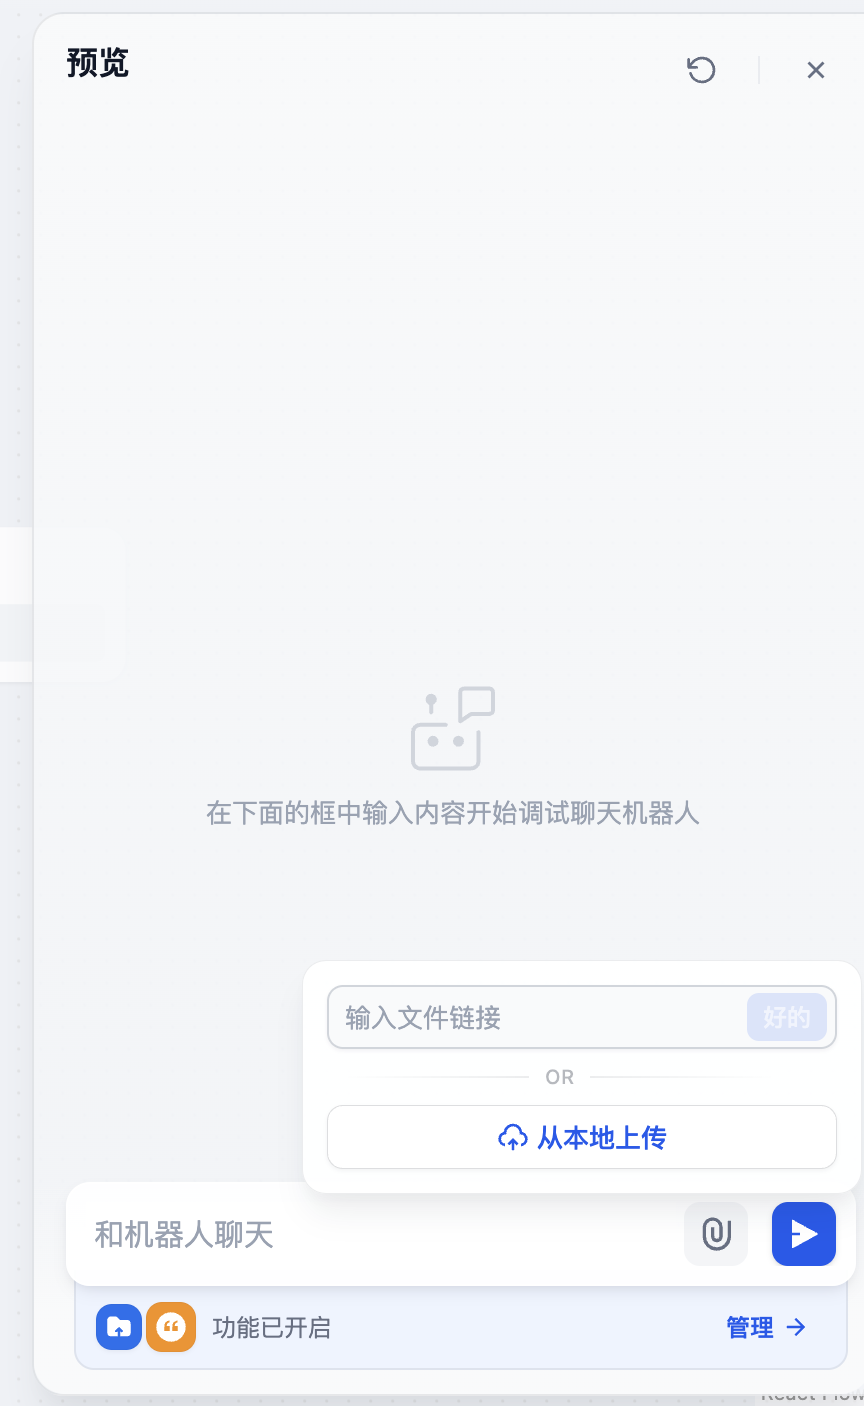 预览
在下面的框中输入内容开始调试聊天机器人
输入文件链接
好的
OR
从本地上传
和机器人聊天
功能已开启
管理
React Flow